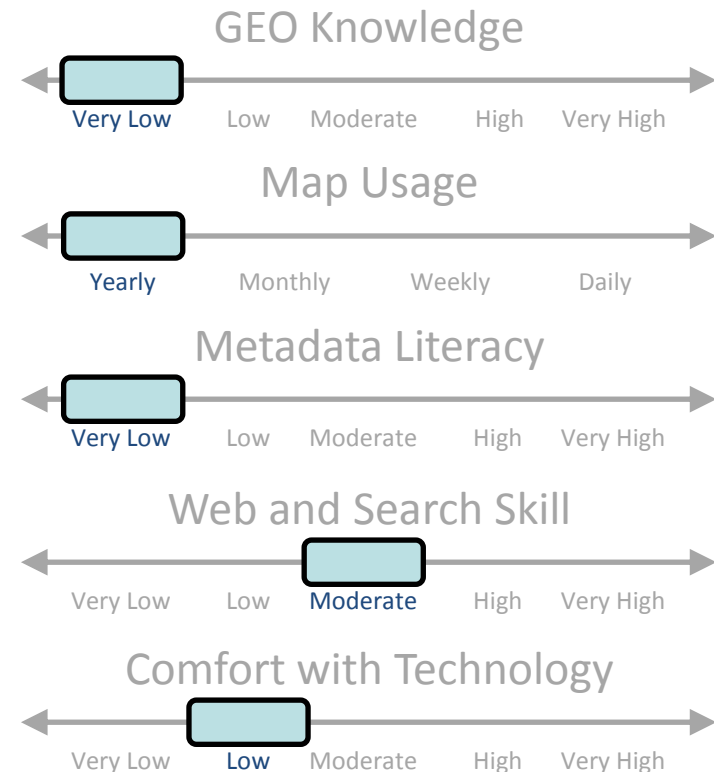 GEO Knowledge
Very Low Low Moderate High Very High
Map Usage
Yearly Monthly Weekly Daily
Metadata Literacy
Very Low Low Moderate High Very High
Web and Search Skill
Very Low Low Moderate High Very High
Comfort with Technology
Very Low Low Moderate High Very High